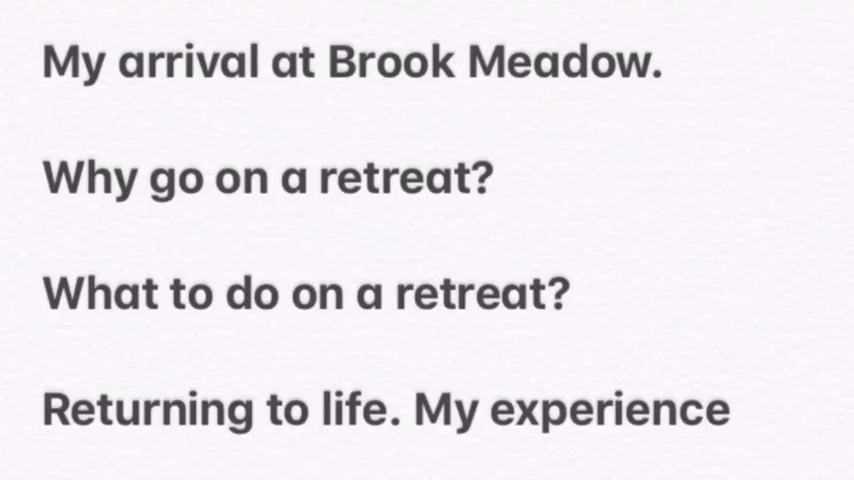 My arrival at Brook Meadow.
Why go on a retreat?
What to do on a retreat?
Returning to life. My experience